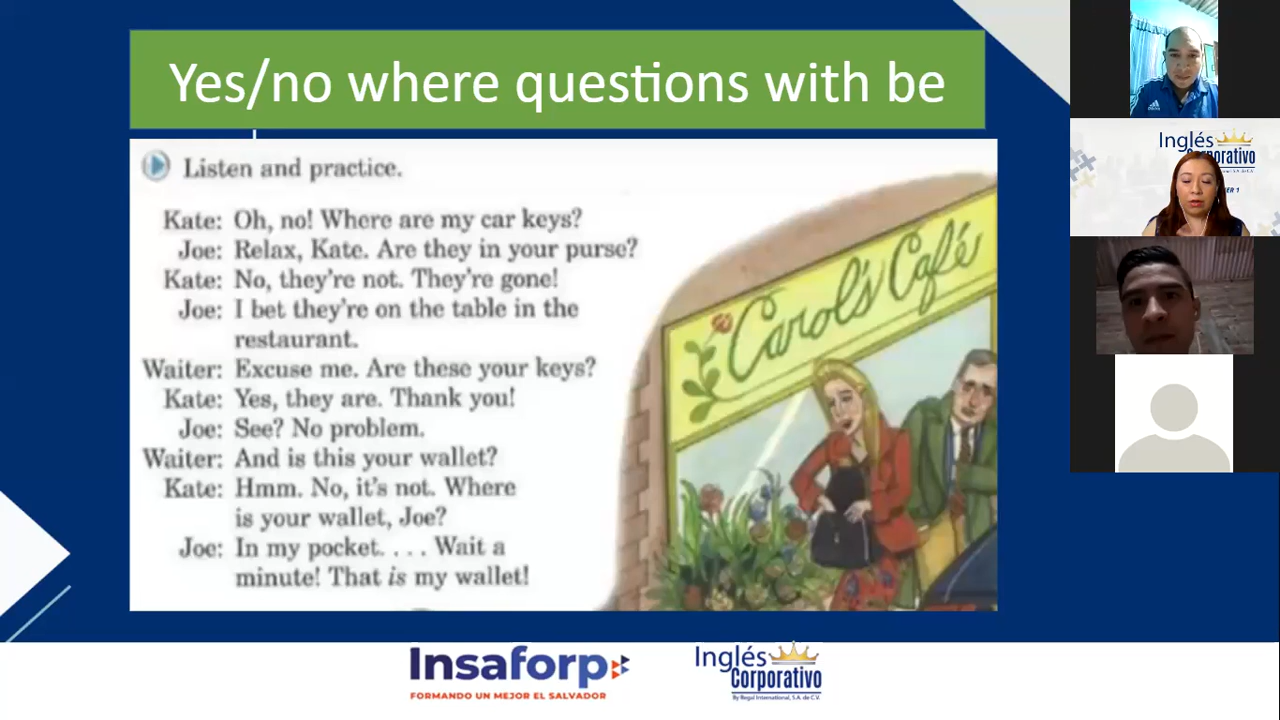 Yes/no where questions with be
Listen and practice.
Kate: Oh, no! Where are my car keys?
Joe: Relax, Kate. Are they in your purse?
Kate: No, they're not. They're gone!
Joe: I bet they're on the table in the
restaurant.
Waiter: Excuse me. Are these your keys?
Kate: Yes, they are. Thank you!
Joe: See? No problem.
Waiter: And is this your wallet?
Kate: Hmm. No, it's not. Where
is your wallet, Joe?
Joe: In my pocket. . . . Wait a
minute! That is my wallet!
Carol's Café
Insaforp
FORMANDO UN MEJOR EL SALVADOR
Inglés
Corporativo
By Regal International, S.A. de C.V.
Inglés